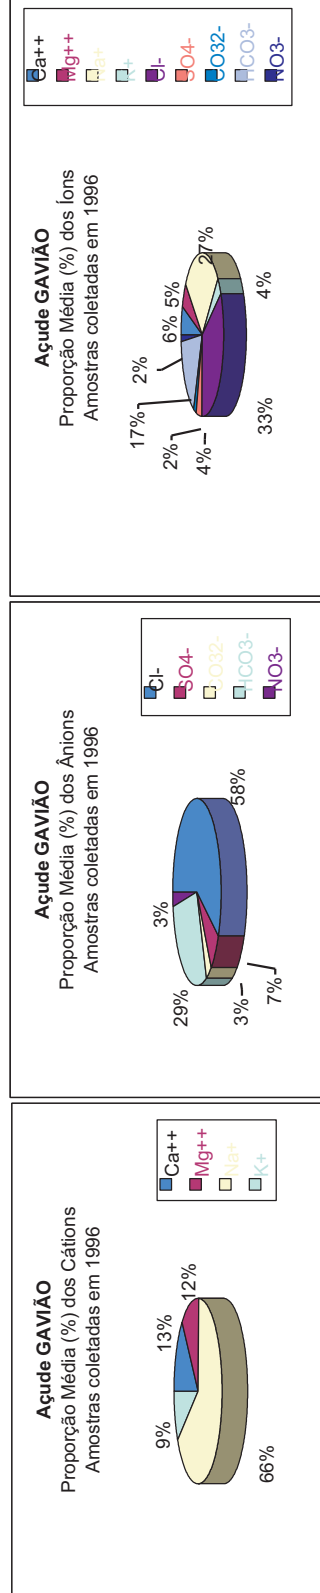 Açude GAVIÃO
Proporção Média (%) dos Cátions
Amostras coletadas em 1996
9%
13%
12%
66%
Ca++
Mg++
Na+
K+
Açude GAVIÃO
Proporção Média (%) dos Ânions
Amostras coletadas em 1996
3%
29%
3%
7%
58%
Cl-
SO4-
CO32-
HCO3-
NO3-
Açude GAVIÃO
Proporção Média (%) dos Íons
Amostras coletadas em 1996
2%
6%
5%
17%
2%
4%
27%
4%
33%
Ca++
Mg++
Na+
K+
Cl-
SO4-
CO32-
HCO3-
NO3-